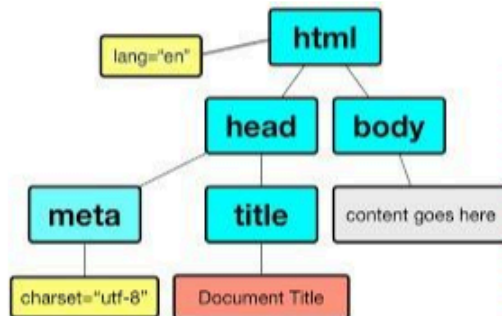 html
lang="en"
head
body
meta
title
content goes here
charset="utf-8"
Document Title